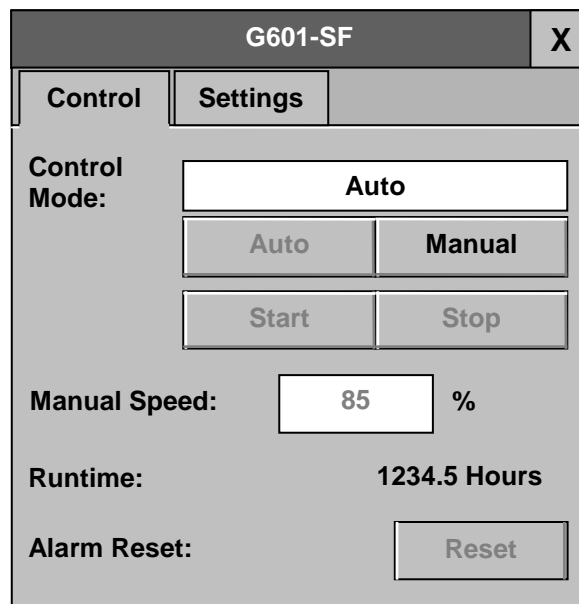 G601-SF X
Control Settings
Control
Mode:
Auto
Auto Manual
Start Stop
Manual Speed: 85 %
Runtime: 1234.5 Hours
Alarm Reset: Reset